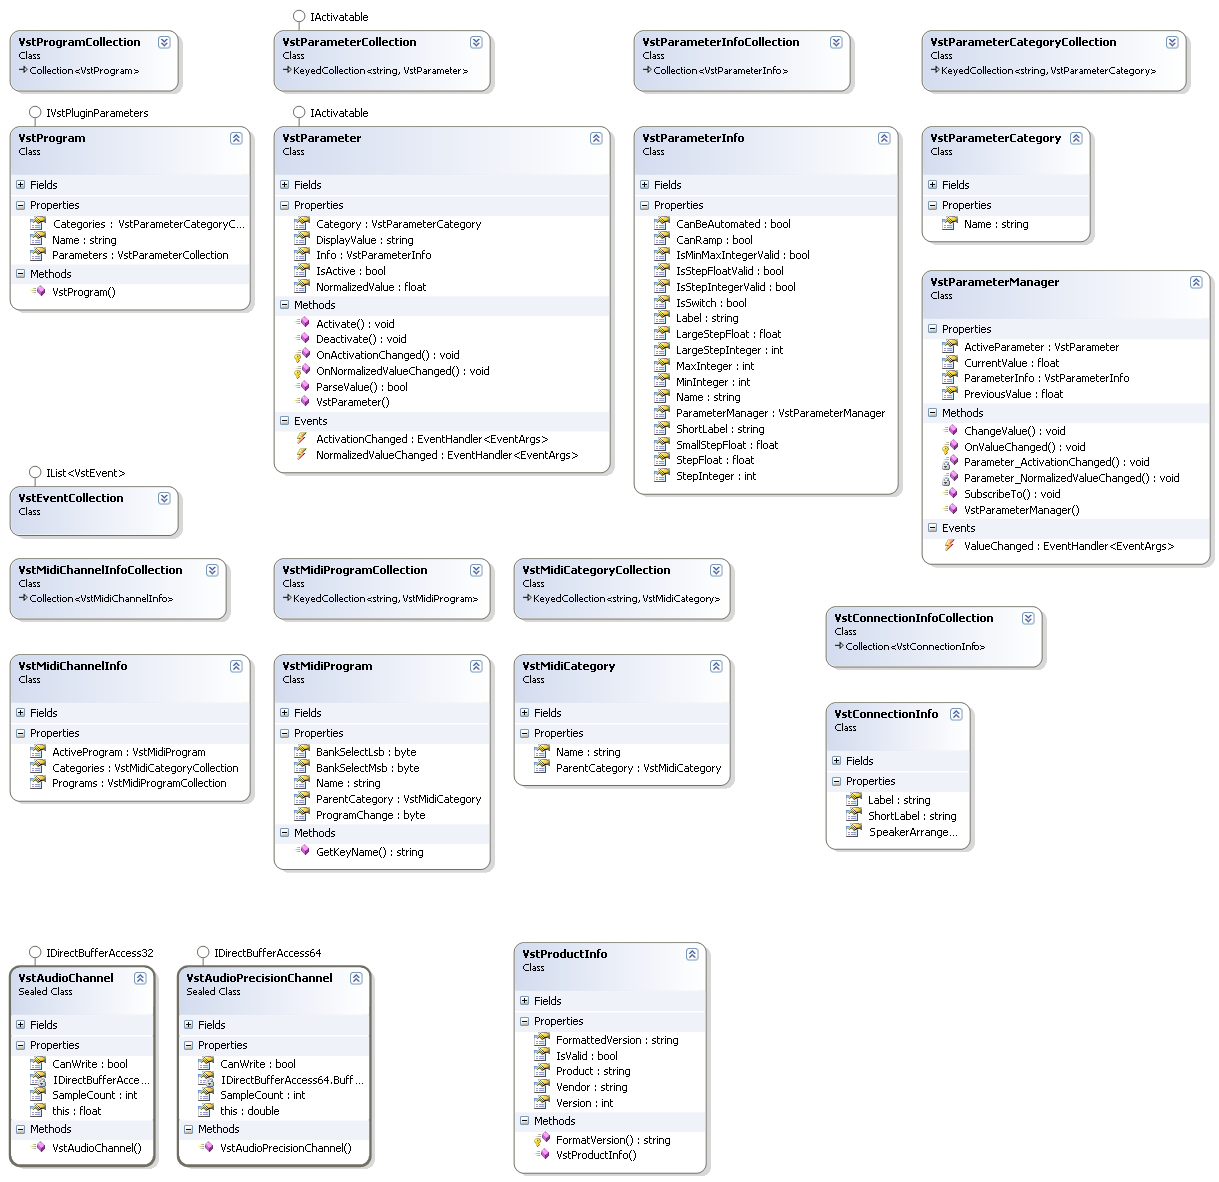 IActivatable
VstProgramCollection
Class
Collection<VstProgram>
VstParameterCollection
Class
KeyedCollection<string, VstParameter>
VstParameterInfoCollection
Class
Collection<VstParameterInfo>
VstParameterCategoryCollection
Class
KeyedCollection<string, VstParameterCategory>
IVstPluginParameters
VstProgram
Class
Fields
Properties
Categories : VstParameterCategoryC...
Name : string
Parameters : VstParameterCollection
Methods
VstProgram()
IActivatable
VstParameter
Class
Fields
Properties
Category : VstParameterCategory
DisplayValue : string
Info : VstParameterInfo
IsActive : bool
NormalizedValue : float
Methods
Activate() : void
Deactivate() : void
OnActivationChanged() : void
OnNormalizedValueChanged() : void
ParseValue() : bool
VstParameter()
Events
ActivationChanged : EventHandler<EventArgs>
NormalizedValueChanged : EventHandler<EventArgs>
VstParameterInfo
Class
Fields
Properties
CanBeAutomated : bool
CanRamp : bool
IsMinMaxIntegerValid : bool
IsStepFloatValid : bool
IsStepIntegerValid : bool
IsSwitch : bool
Label : string
LargeStepFloat : float
LargeStepInteger : int
MaxInteger : int
MinInteger : int
Name : string
ParameterManager : VstParameterManager
ShortLabel : string
SmallStepFloat : float
StepFloat : float
StepInteger : int
VstParameterCategory
Class
Fields
Properties
Name : string
VstParameterManager
Class
Properties
ActiveParameter : VstParameter
CurrentValue : float
ParameterInfo : VstParameterInfo
PreviousValue : float
Methods
ChangeValue() : void
OnValueChanged() : void
Parameter_ActivationChanged() : void
Parameter_NormalizedValueChanged() : void
SubscribeTo() : void
VstParameterManager()
Events
ValueChanged : EventHandler<EventArgs>
IList<VstEvent>
VstEventCollection
Class
VstMidiChannelInfoCollection
Class
Collection<VstMidiChannelInfo>
VstMidiProgramCollection
Class
KeyedCollection<string, VstMidiProgram>
VstMidiCategoryCollection
Class
KeyedCollection<string, VstMidiCategory>
VstConnectionInfoCollection
Class
Collection<VstConnectionInfo>
VstMidiChannelInfo
Class
Fields
Properties
ActiveProgram : VstMidiProgram
Categories : VstMidiCategoryCollection
Programs : VstMidiProgramCollection
VstMidiProgram
Class
Fields
Properties
BankSelectLsb : byte
BankSelectMsb : byte
Name : string
ParentCategory : VstMidiCategory
ProgramChange : byte
Methods
GetKeyName() : string
VstMidiCategory
Class
Fields
Properties
Name : string
ParentCategory : VstMidiCategory
VstConnectionInfo
Class
Fields
Properties
Label : string
ShortLabel : string
SpeakerArrange...
IDirectBufferAccess32
VstAudioChannel
Sealed Class
Fields
Properties
CanWrite : bool
IDirectBufferAcce...
SampleCount : int
this : float
Methods
VstAudioChannel()
IDirectBufferAccess64
VstAudioPrecisionChannel
Sealed Class
Fields
Properties
CanWrite : bool
IDirectBufferAccess64.Buff...
SampleCount : int
this : double
Methods
VstAudioPrecisionChannel()
VstProductInfo
Class
Fields
Properties
FormattedVersion : string
IsValid : bool
Product : string
Vendor : string
Version : int
Methods
FormatVersion() : string
VstProductInfo()